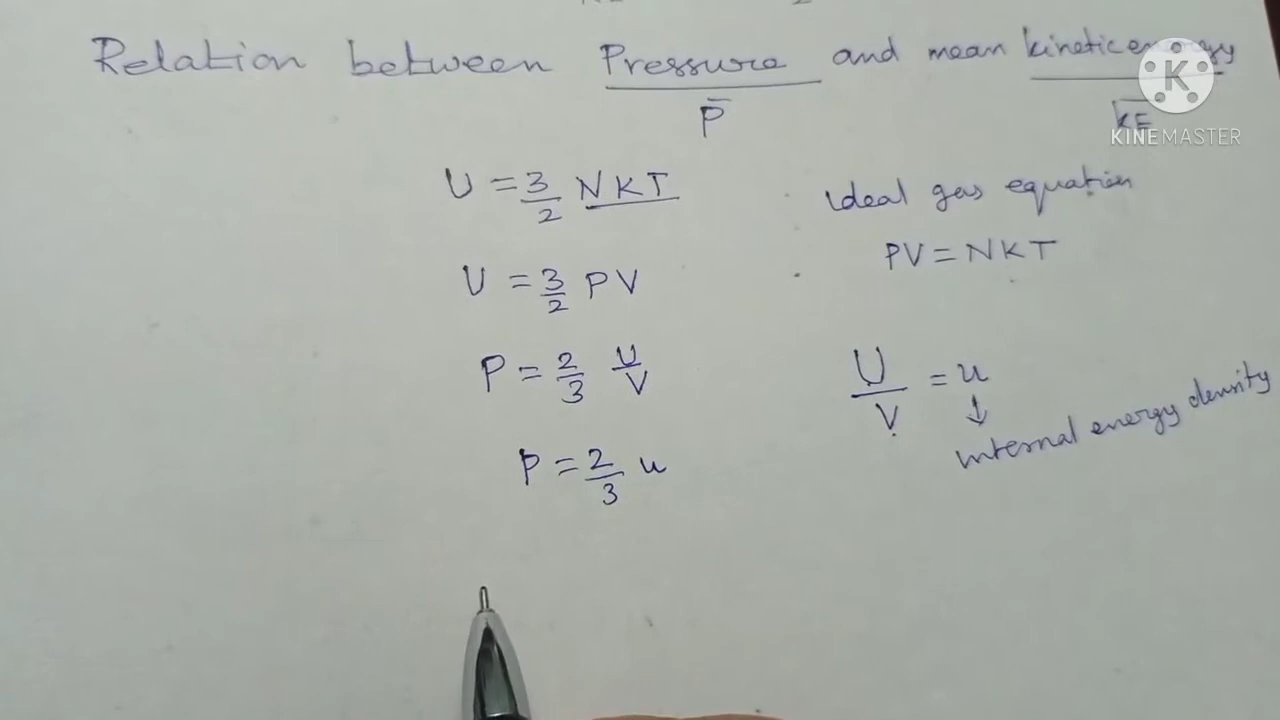 Relation between Pressure and mean kinetic energy
P̄
K̄Ē
K
KINEMASTER
U = 3/2 NKT
ideal gas equation
PV = NKT
U = 3/2 PV
P = 2/3 U/V
U/V = u
↓
internal energy density
P = 2/3 u